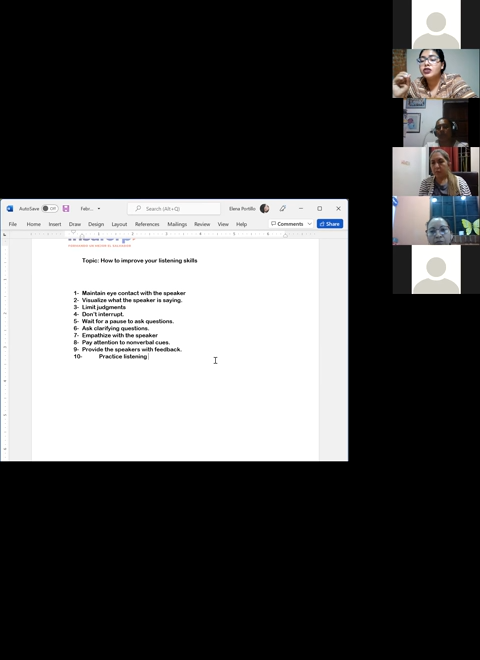 AutoSave Off
Felin...
Search (Alt+Q)
Elena Portillo
File Home Insert Draw Design Layout References Mailings Review View Help
Comments
Share
Topic: How to improve your listening skills
1- Maintain eye contact with the speaker
2- Visualize what the speaker is saying.
3- Limit judgments
4- Don't interrupt.
5- Wait for a pause to ask questions.
6- Ask clarifying questions.
7- Empathize with the speaker
8- Pay attention to nonverbal cues.
9- Provide the speakers with feedback.
10- Practice listening